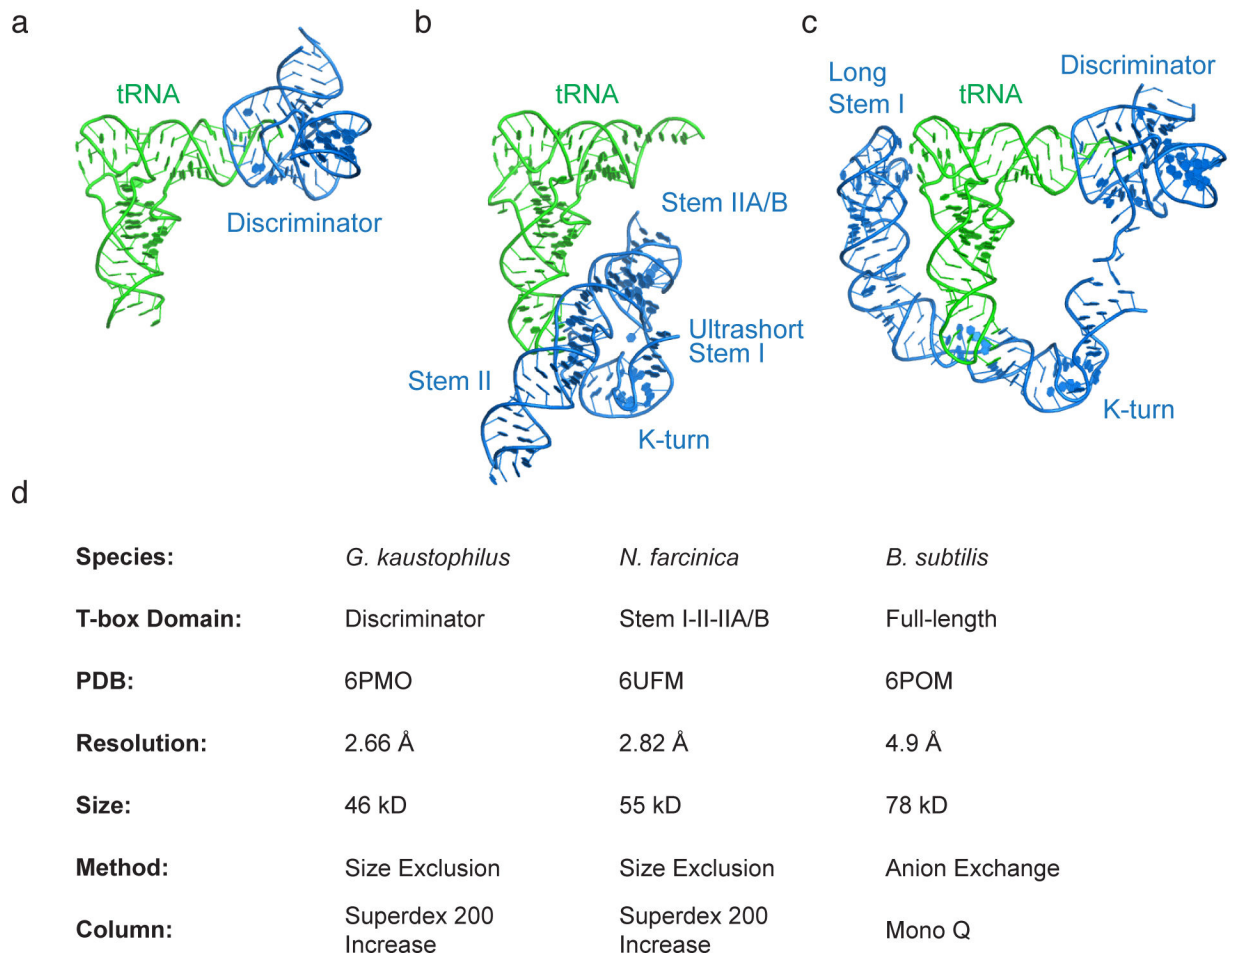 a
b
c
tRNA
Discriminator
tRNA
Stem IIA/B
Ultrashort
Stem I
Stem II
K-turn
Long
Stem I
tRNA
Discriminator
K-turn
d
Species: G. kaustophilus N. farcinica B. subtilis
T-box Domain: Discriminator Stem I-II-IIA/B Full-length
PDB: 6PMO 6UFM 6POM
Resolution: 2.66 Å 2.82 Å 4.9 Å
Size: 46 kD 55 kD 78 kD
Method: Size Exclusion Size Exclusion Anion Exchange
Column: Superdex 200 Increase Superdex 200 Increase Mono Q